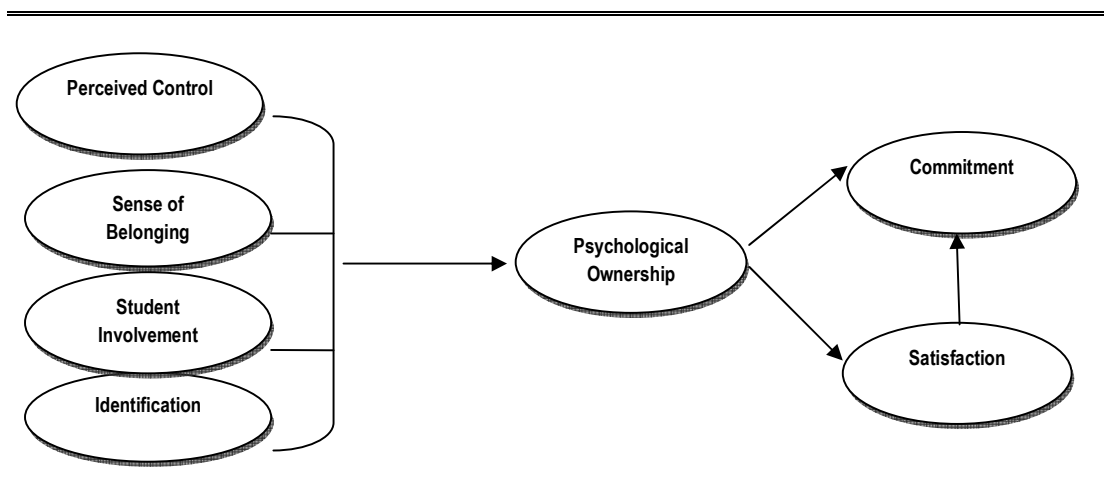 Perceived Control
Sense of
Belonging
Student
Involvement
Identification
Psychological
Ownership
Commitment
Satisfaction